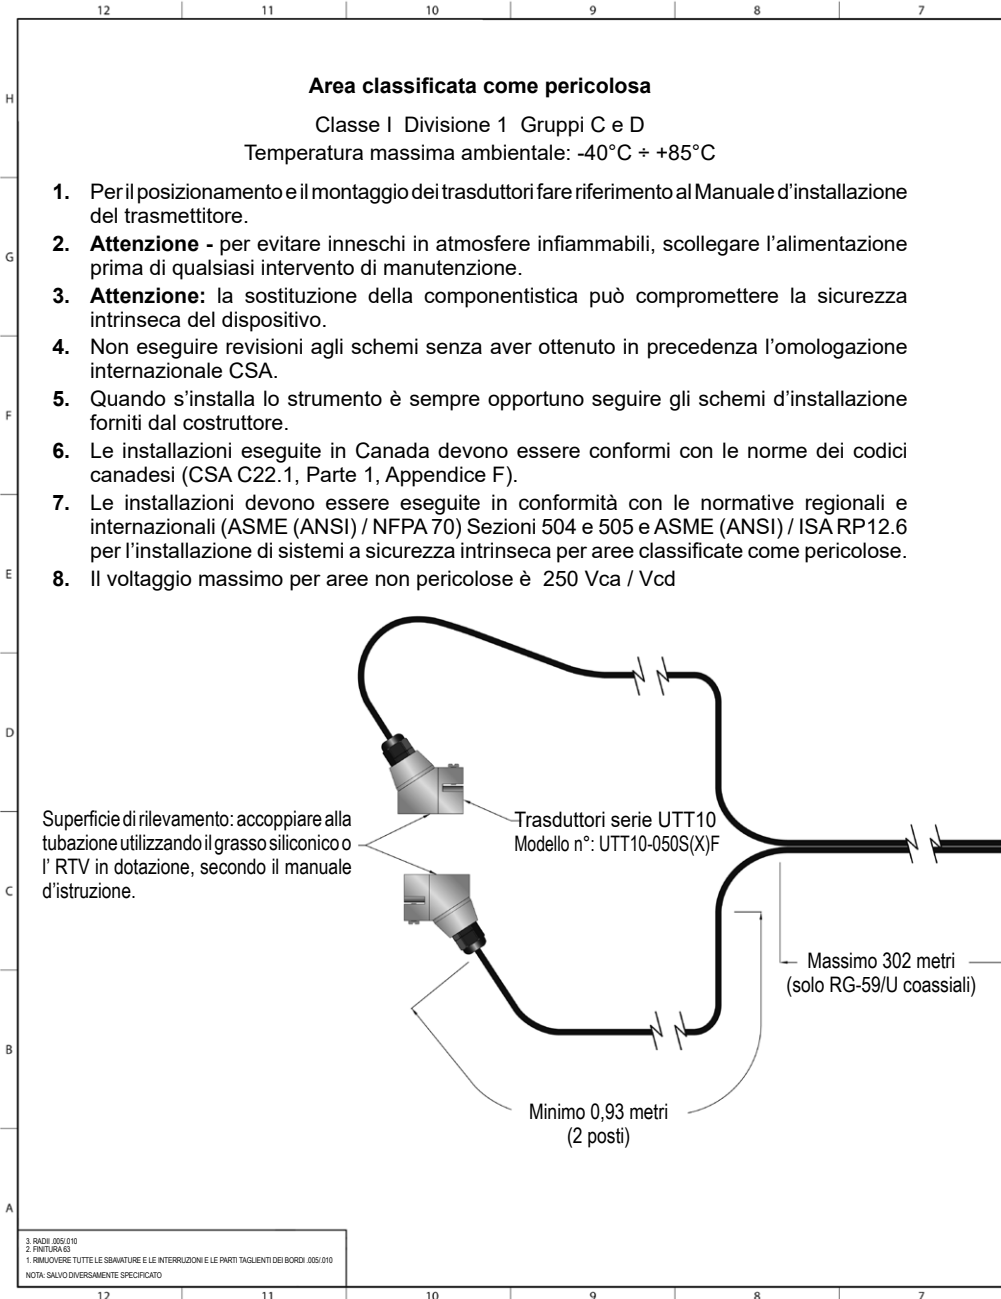 12 11 10 9 8 7
H
Area classificata come pericolosa
Classe I Divisione 1 Gruppi C e D
Temperatura massima ambientale: -40°C ÷ +85°C
1. Per il posizionamento e il montaggio dei trasduttori fare riferimento al Manuale d'installazione
del trasmettitore.
G
2. Attenzione - per evitare inneschi in atmosfere infiammabili, scollegare l'alimentazione
prima di qualsiasi intervento di manutenzione.
3. Attenzione: la sostituzione della componentistica può compromettere la sicurezza
intrinseca del dispositivo.
4. Non eseguire revisioni agli schemi senza aver ottenuto in precedenza l'omologazione
internazionale CSA.
F
5. Quando s'installa lo strumento è sempre opportuno seguire gli schemi d'installazione
forniti dal costruttore.
6. Le installazioni eseguite in Canada devono essere conformi con le norme dei codici
canadesi (CSA C22.1, Parte 1, Appendice F).
7. Le installazioni devono essere eseguite in conformità con le normative regionali e
internazionali (ASME (ANSI) / NFPA 70) Sezioni 504 e 505 e ASME (ANSI) / ISA RP12.6
per l'installazione di sistemi a sicurezza intrinseca per aree classificate come pericolose.
E
8. Il voltaggio massimo per aree non pericolose è 250 Vca / Vcd
D
Superficie di rilevamento: accoppiare alla
tubazione utilizzando il grasso siliconico o
l' RTV in dotazione, secondo il manuale
d'istruzione.
Trasduttori serie UTT10
Modello n°: UTT10-050S(X)F
C
Massimo 302 metri
(solo RG-59/U coassiali)
B
Minimo 0,93 metri
(2 posti)
A
3. RADII .005/.010
2. FINITURA 63
1. RIMUOVERE TUTTE LE SBAVATURE E LE INTERRUZIONI E LE PARTI TAGLIENTI DEI BORDI .005/.010
NOTA: SALVO DIVERSAMENTE SPECIFICATO
12 11 10 9 8 7